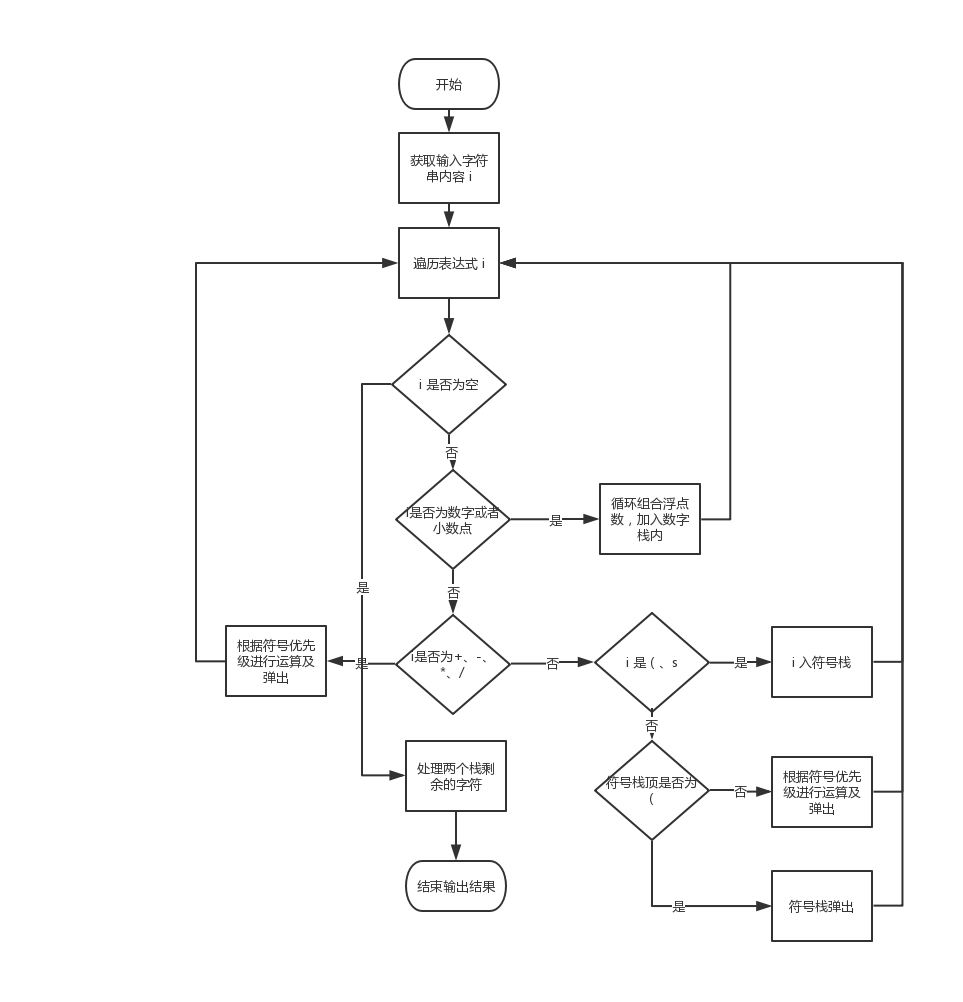 开始
获取输入字符
串内容 i
遍历表达式 i
i 是否为空
否
i是否为数字或者
小数点
是
循环组合浮点
数，加入数字
栈内
是
否
根据符号优先
级进行运算及
弹出
是
i是否为+、-、
*、/
否
i 是 (、s
是
i 入符号栈
否
处理两个栈剩
余的字符
符号栈顶是否为
(
否
根据符号优先
级进行运算及
弹出
结束输出结果
是
符号栈弹出